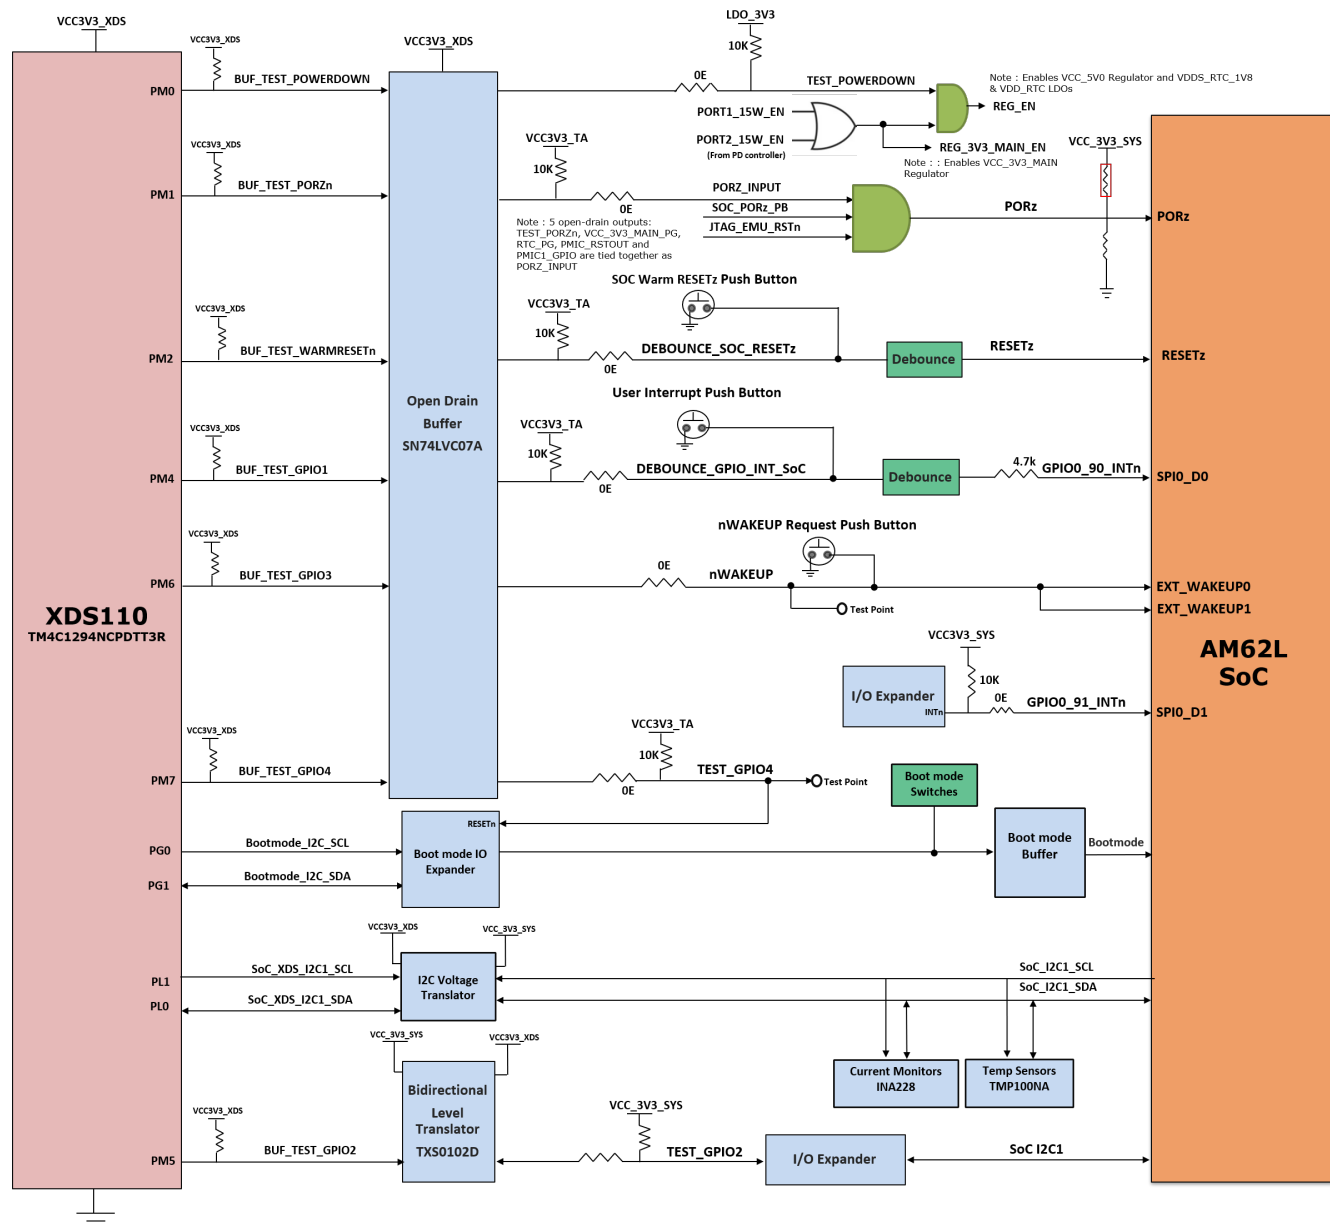 VCC3V3_XDS
LDO_3V3
VCC3V3_XDS
VCC3V3_XDS
10K
BUF_TEST_POWERDOWN
0E
TEST_POWERDOWN
Note : Enables VCC_5V0 Regulator and VDDS_RTC_1V8
& VDD_RTC LDOs
PM0
REG_EN
PORT1_15W_EN
PORT2_15W_EN
(From PD controller)
REG_3V3_MAIN_EN
Note : : Enables VCC_3V3_MAIN
Regulator
VCC_3V3_SYS
VCC3V3_XDS
VCC3V3_TA
10K
BUF_TEST_PORZn
PM1
0E
PORZ_INPUT
SOC_PORz_PB
JTAG_EMU_RSTn
PORz
PORz
Note : 5 open-drain outputs:
TEST_PORZn, VCC_3V3_MAIN_PG,
RTC_PG, PMIC_RSTOUT and
PMIC1_GPIO are tied together as
PORZ_INPUT
SOC Warm RESETz Push Button
VCC3V3_XDS
VCC3V3_TA
10K
BUF_TEST_WARMRESETn
PM2
0E
DEBOUNCE_SOC_RESETz
Debounce
RESETz
RESETz
User Interrupt Push Button
Open Drain
Buffer
SN74LVC07A
VCC3V3_XDS
VCC3V3_TA
10K
BUF_TEST_GPIO1
PM4
0E
DEBOUNCE_GPIO_INT_SoC
Debounce
4.7k
GPIO0_90_INTn
SPI0_D0
nWAKEUP Request Push Button
VCC3V3_XDS
BUF_TEST_GPIO3
PM6
0E
nWAKEUP
EXT_WAKEUP0
Test Point
EXT_WAKEUP1
XDS110
TM4C1294NCPDTT3R
AM62L
SoC
VCC3V3_SYS
10K
I/O Expander
INTn
0E
GPIO0_91_INTn
SPI0_D1
VCC3V3_XDS
VCC3V3_TA
10K
BUF_TEST_GPIO4
PM7
0E
TEST_GPIO4
Test Point
Boot mode
Switches
RESETn
Bootmode_I2C_SCL
PG0
Boot mode IO
Expander
Boot mode
Buffer
Bootmode
Bootmode_I2C_SDA
PG1
VCC3V3_XDS
VCC_3V3_SYS
SoC_XDS_I2C1_SCL
PL1
I2C Voltage
Translator
SoC_I2C1_SCL
SoC_I2C1_SDA
SoC_XDS_I2C1_SDA
PL0
VCC_3V3_SYS
VCC3V3_XDS
Current Monitors
INA228
Temp Sensors
TMP100NA
Bidirectional
Level
Translator
TXS0102D
VCC3V3_XDS
VCC_3V3_SYS
BUF_TEST_GPIO2
PM5
TEST_GPIO2
I/O Expander
SoC I2C1